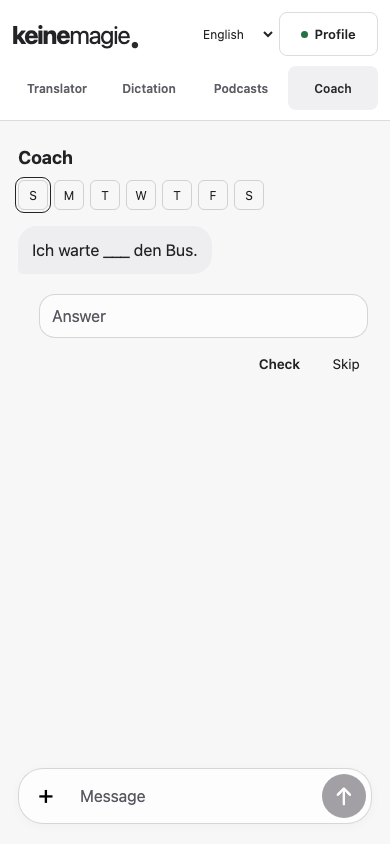 keinemagie.
English
Profile
Translator Dictation Podcasts Coach
Coach
S M T W T F S
Ich warte ___ den Bus.
Answer
Check Skip
+ Message